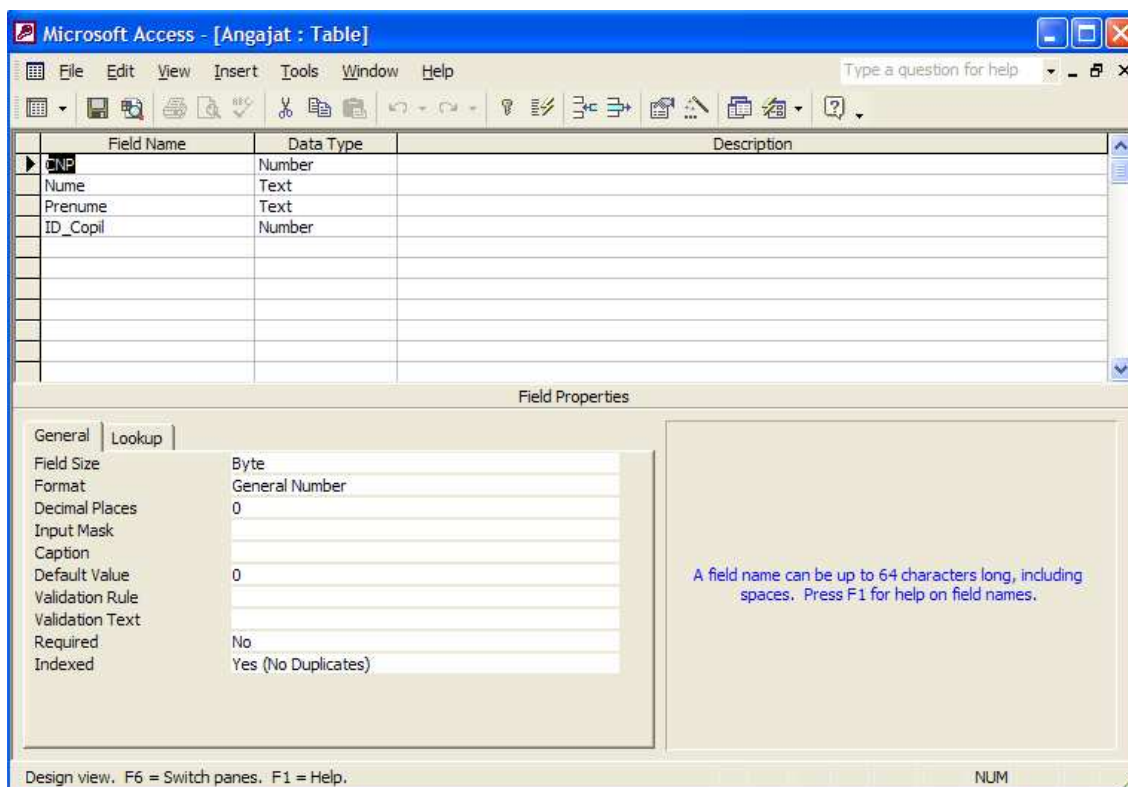 Microsoft Access - [Angajat : Table]
File Edit View Insert Tools Window Help Type a question for help
Field Name Data Type Description
CNP Number
Nume Text
Prenume Text
ID_Copil Number
Field Properties
General Lookup
Field Size Byte
Format General Number
Decimal Places 0
Input Mask
Caption
Default Value 0
Validation Rule
Validation Text
Required No
Indexed Yes (No Duplicates)
A field name can be up to 64 characters long, including
spaces. Press F1 for help on field names.
Design view. F6 = Switch panes. F1 = Help. NUM